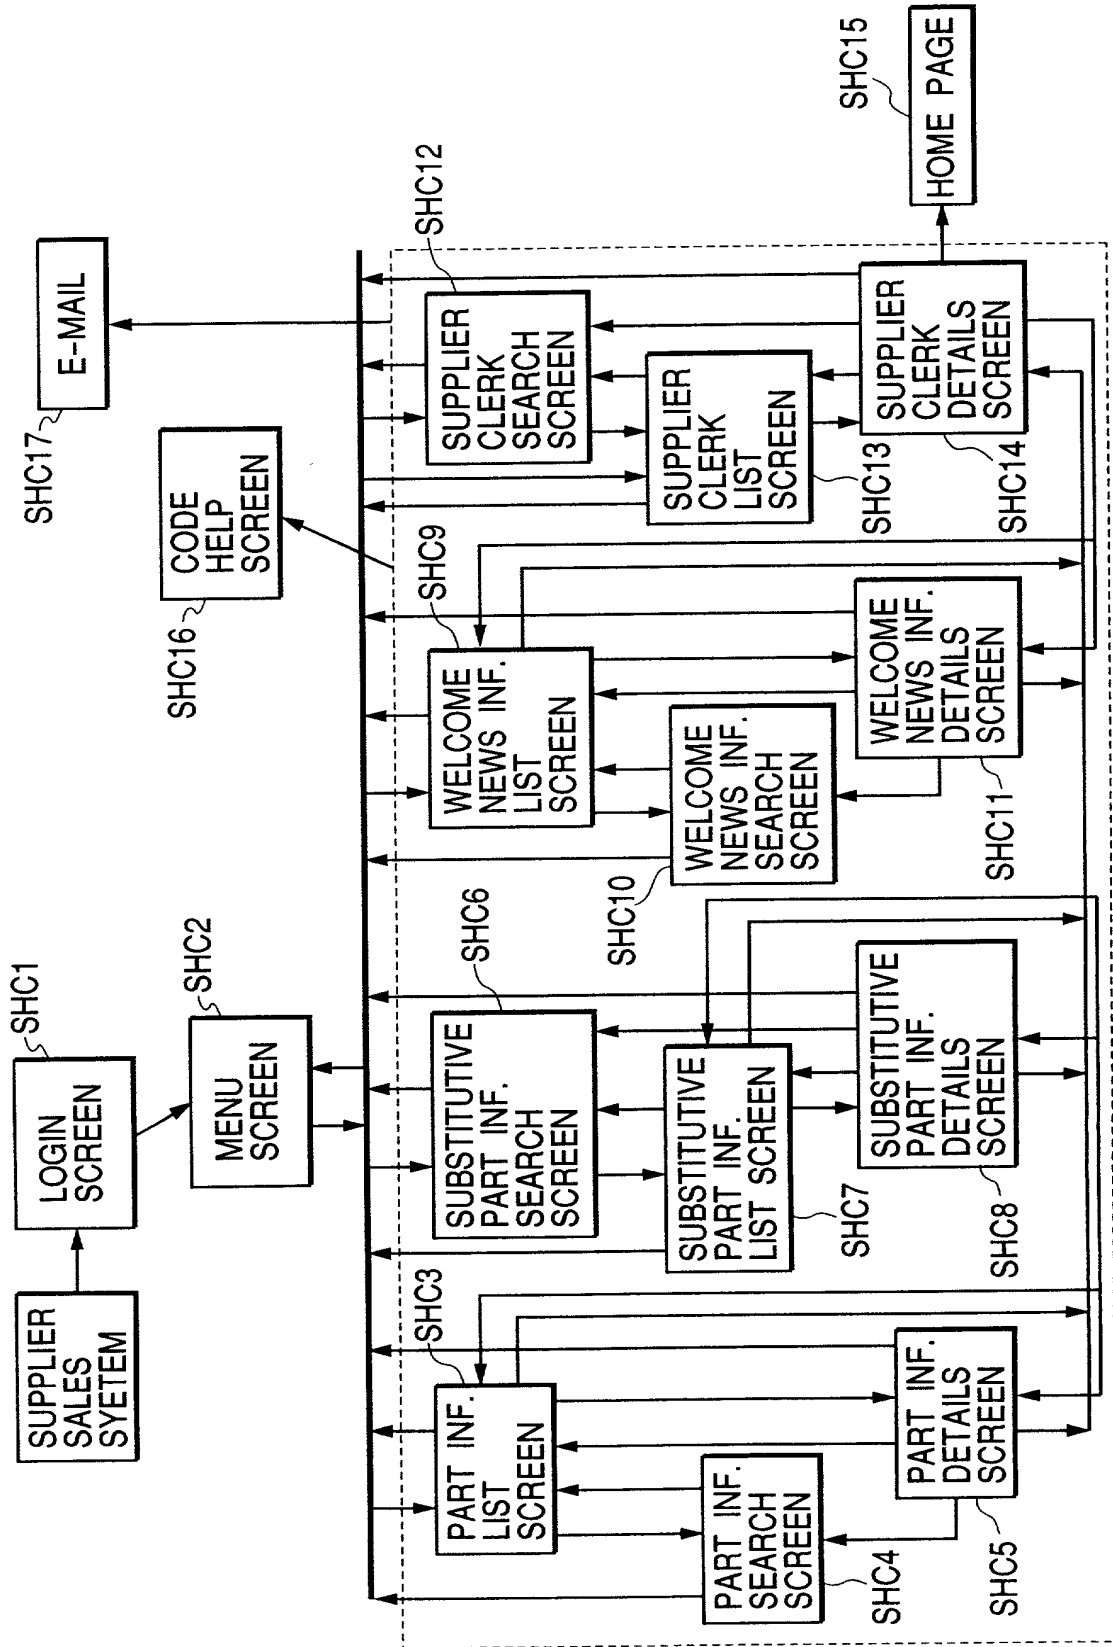 SUPPLIER
SALES
SYETEM
LOGIN
SCREEN
SHC1
MENU
SCREEN
SHC2
CODE
HELP
SCREEN
SHC16
E-MAIL
SHC17
PART INF.
LIST
SCREEN
SHC3
PART INF.
SEARCH
SCREEN
SHC4
PART INF.
DETAILS
SCREEN
SHC5
SUBSTITUTIVE
PART INF.
SEARCH
SCREEN
SHC6
SUBSTITUTIVE
PART INF.
LIST SCREEN
SHC7
SUBSTITUTIVE
PART INF.
DETAILS
SCREEN
SHC8
WELCOME
NEWS INF.
LIST
SCREEN
SHC9
WELCOME
NEWS INF.
SEARCH
SCREEN
SHC10
WELCOME
NEWS INF.
DETAILS
SCREEN
SHC11
SUPPLIER
CLERK
SEARCH
SCREEN
SHC12
SUPPLIER
CLERK
LIST
SCREEN
SHC13
SUPPLIER
CLERK
DETAILS
SCREEN
SHC14
HOME PAGE
SHC15